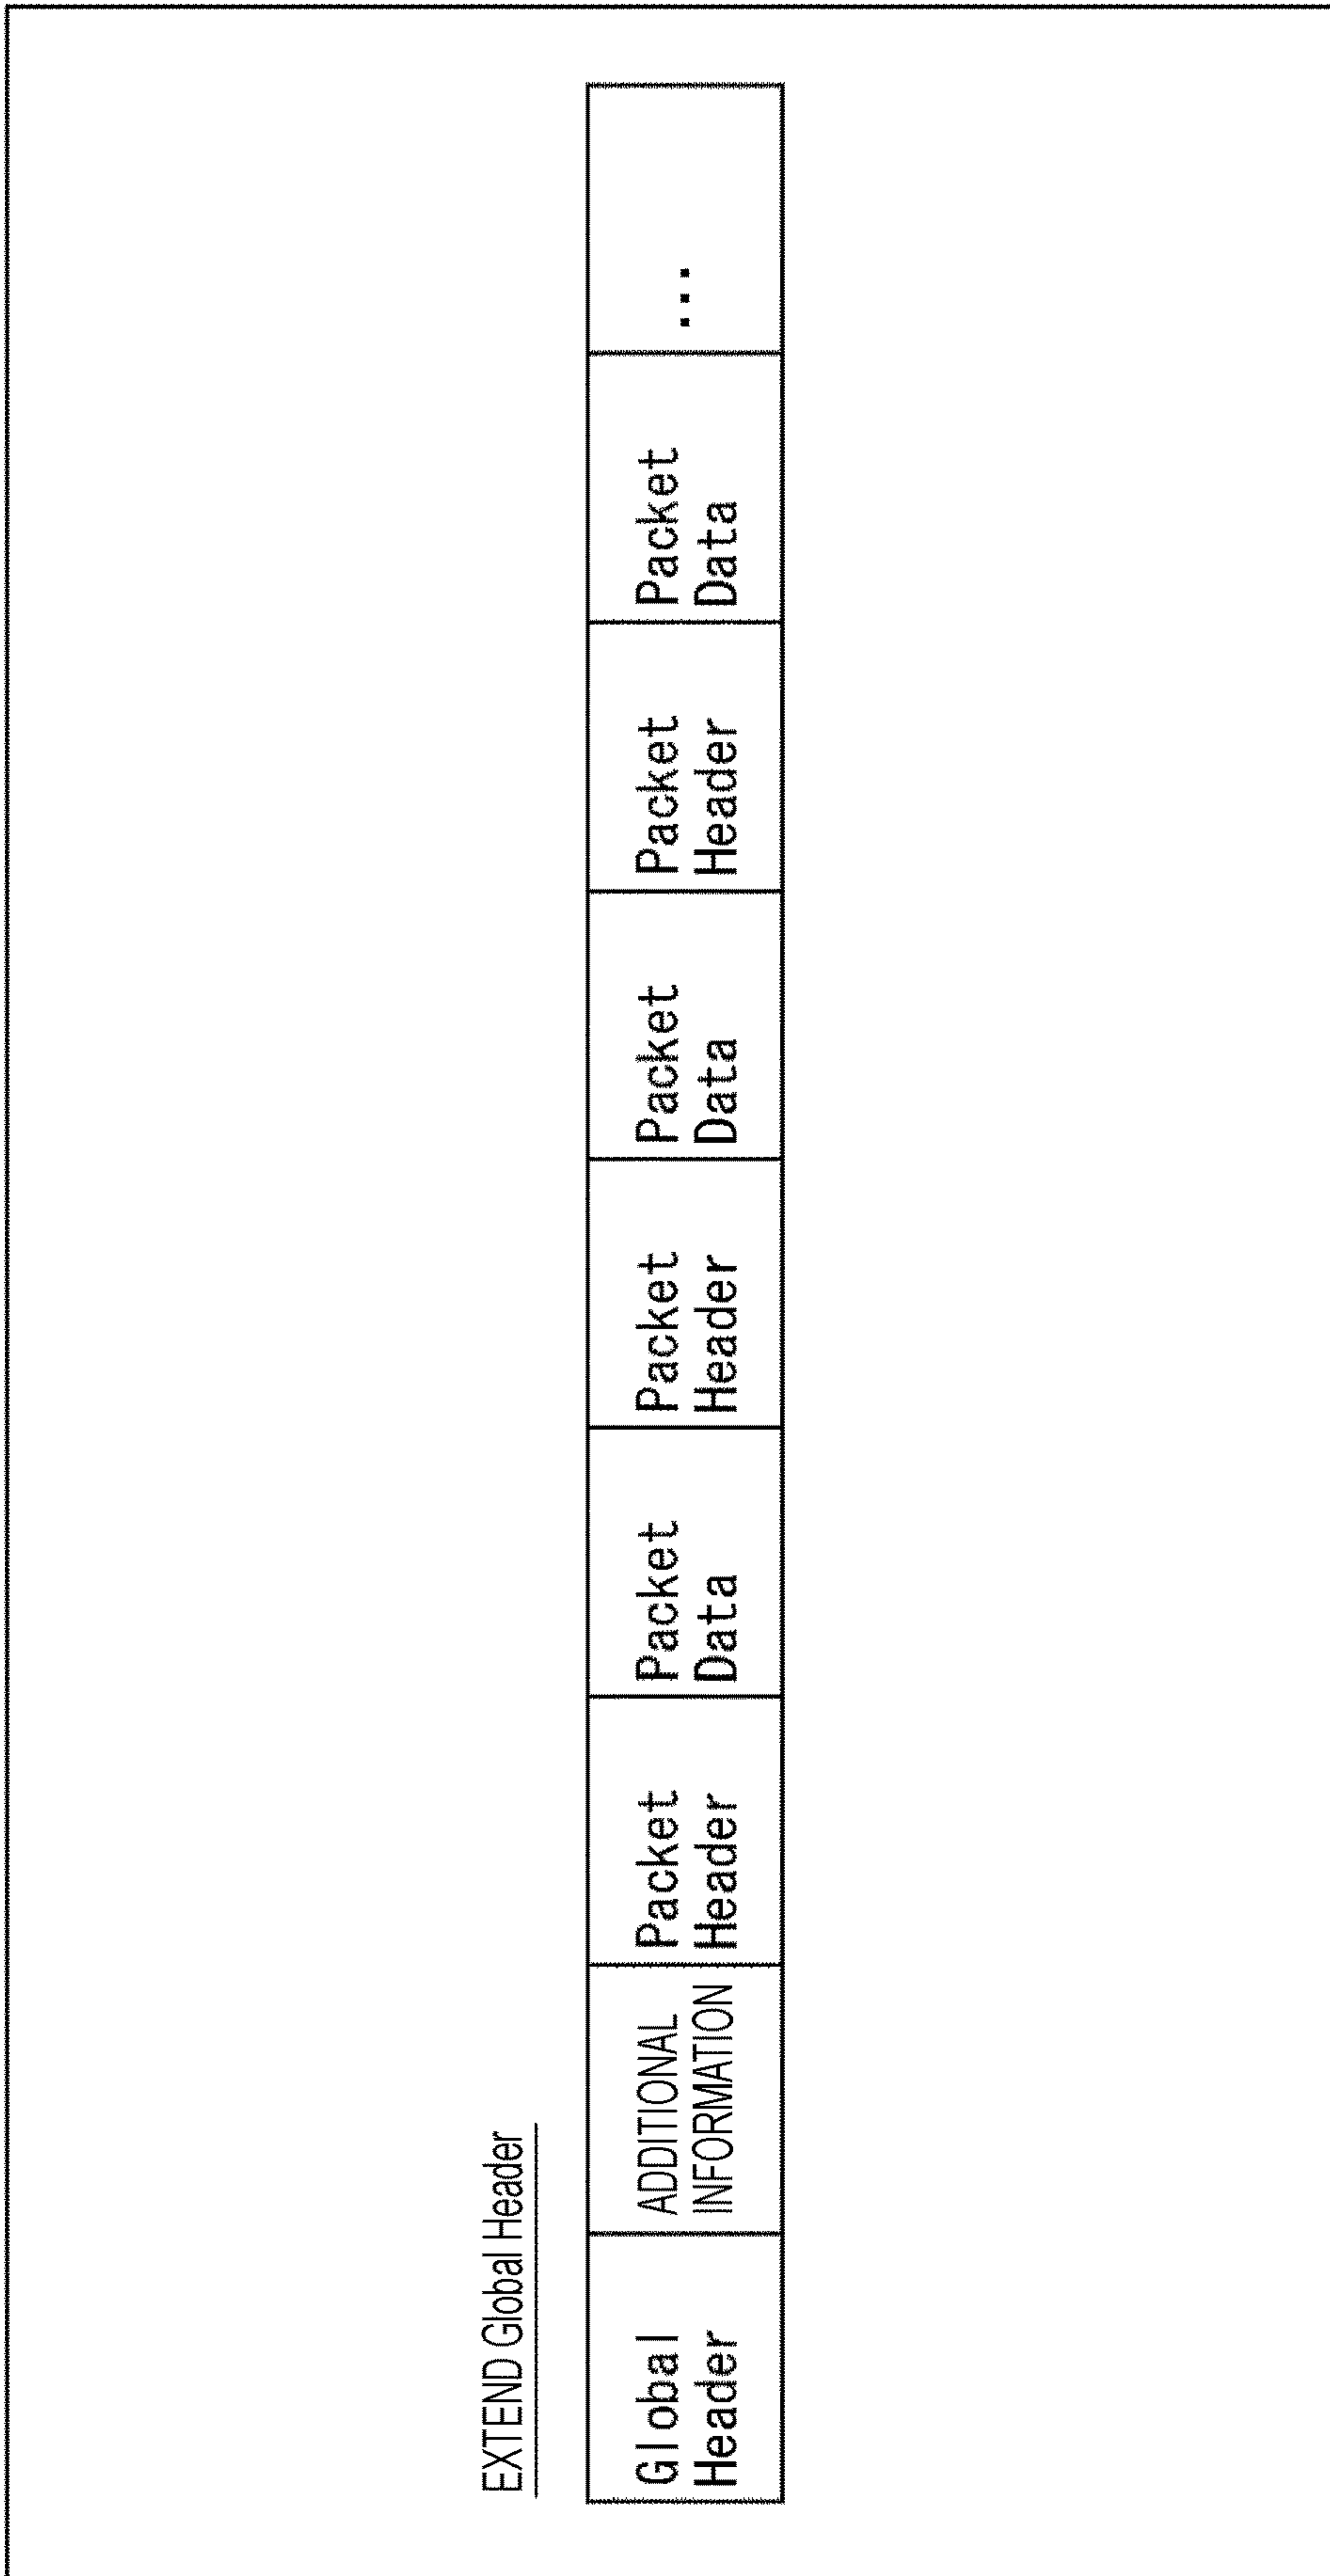 EXTEND Global Header
Global
Header
ADDITIONAL
INFORMATION
Packet
Header
Packet
Data
Packet
Header
Packet
Data
Packet
Header
Packet
Data
...